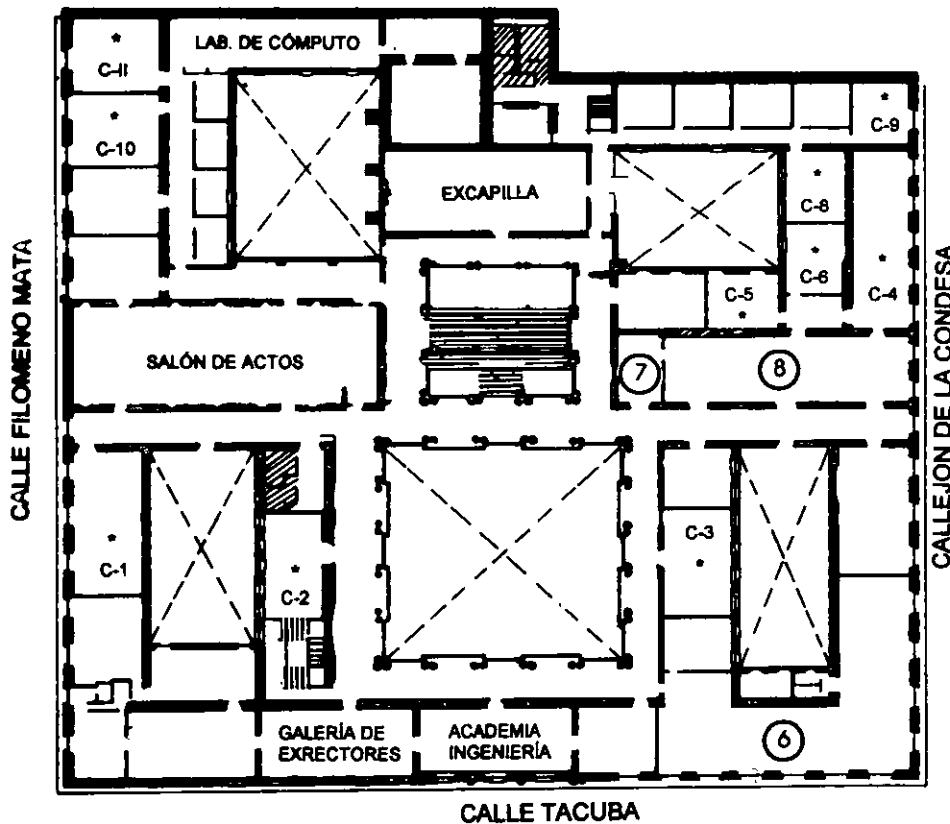 LAB. DE CÓMPUTO
*
C-11
*
C-9
*
C-10
EXCAPILLA
*
C-8
*
C-6
*
C-4
C-5
*
CALLE FILOMENO MATA
CALLEJON DE LA CONDESA
SALÓN DE ACTOS
7
8
*
C-1
*
C-2
C-3
*
GALERÍA DE
EXRECTORES
ACADEMIA
INGENIERÍA
6
CALLE TACUBA